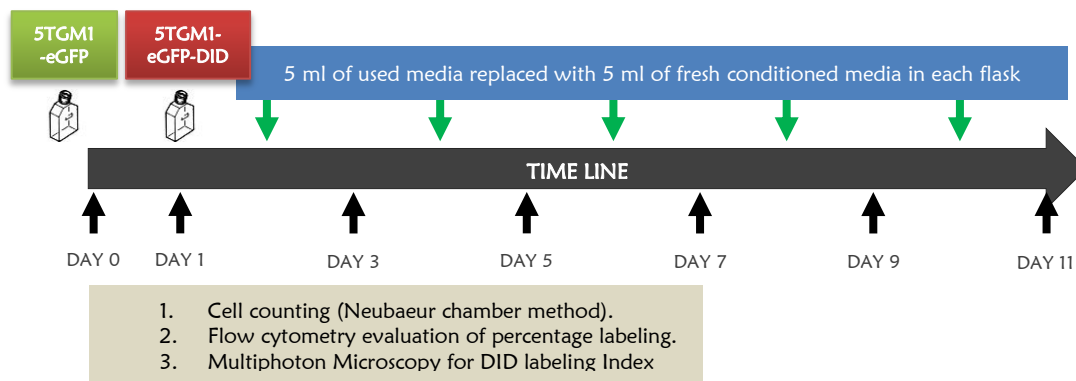 5TGM1
-eGFP
5TGM1-
eGFP-DID
5 ml of used media replaced with 5 ml of fresh conditioned media in each flask
TIME LINE
DAY 0
DAY 1
DAY 3
DAY 5
DAY 7
DAY 9
DAY 11
1. Cell counting (Neubaeur chamber method).
2. Flow cytometry evaluation of percentage labeling.
3. Multiphoton Microscopy for DID labeling Index